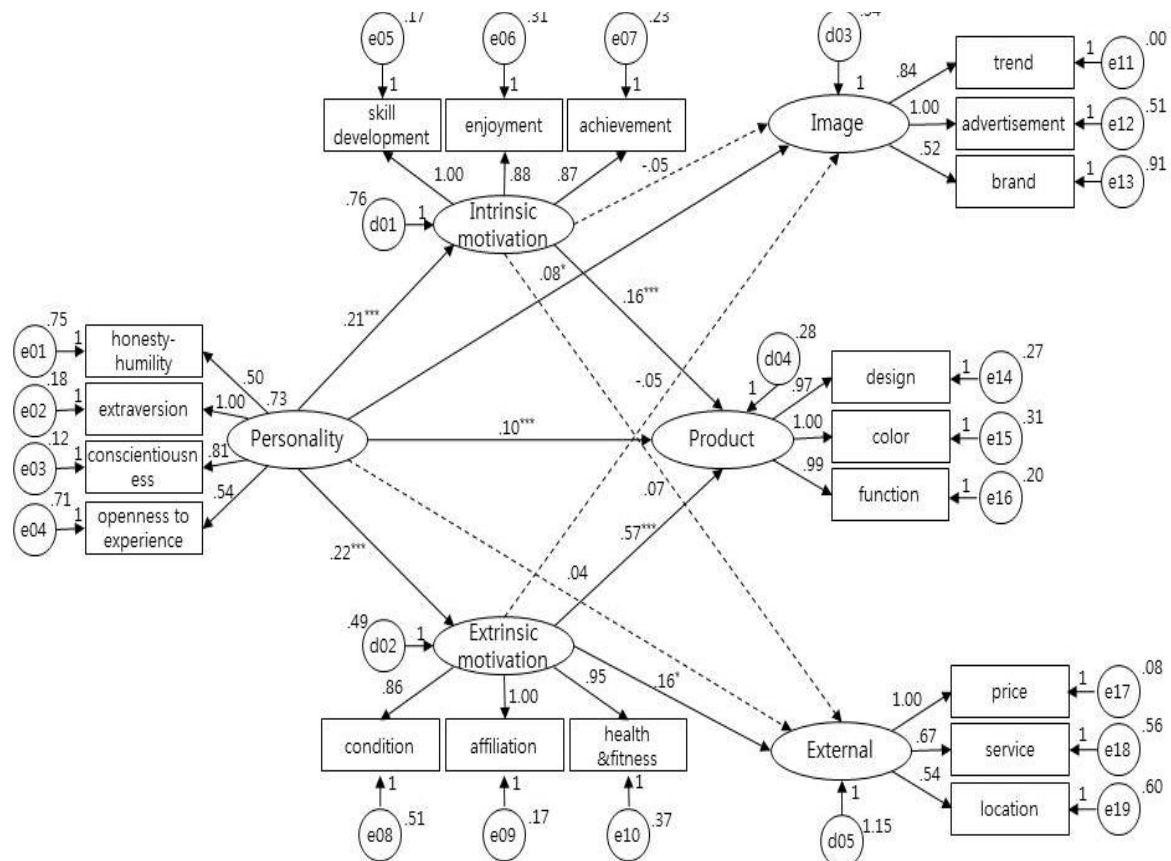 .17
.31
.23
.94
.00
e05
e06
e07
d03
e11
1
1
1
1
1
trend
.84
skill
development
enjoyment
achievement
Image
1.00
advertisement
1
e12
.51
-.05
.52
brand
1
e13
.91
1.00
.88
.87
.76
d01
1
Intrinsic
motivation
.08*
.16***
.21***
.75
e01
1
honesty-
humility
.28
d04
.50
-.05
1
.97
design
1
e14
.27
.18
e02
1
extraversion
1.00
.73
Personality
.10***
Product
1.00
color
1
e15
.31
.12
e03
1
conscientiousn
ess
.81
.99
function
1
e16
.20
.07
.71
e04
1
openness to
experience
.54
.57***
.22***
.04
.49
d02
1
Extrinsic
motivation
.16*
.86
1.00
.95
1.00
price
1
e17
.08
condition
affiliation
health
&fitness
External
.67
service
1
e18
.56
.54
location
1
e19
.60
1
1
1
1
e08
.51
e09
.17
e10
.37
d05
1.15